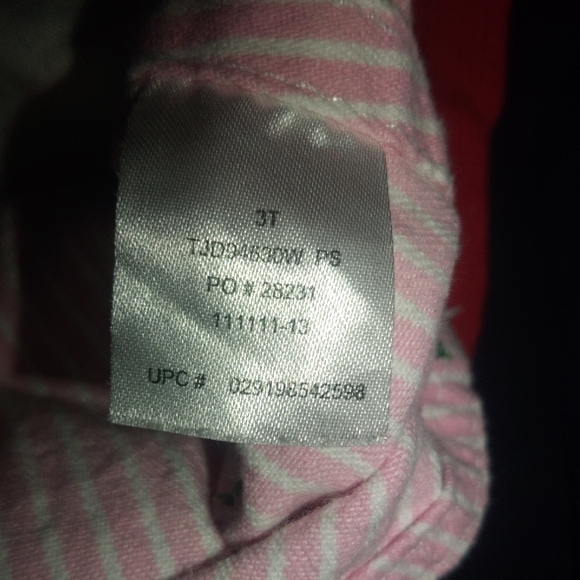 3T
TJD94630W PS
PO # 28231
111111-13
UPC # 029198542598